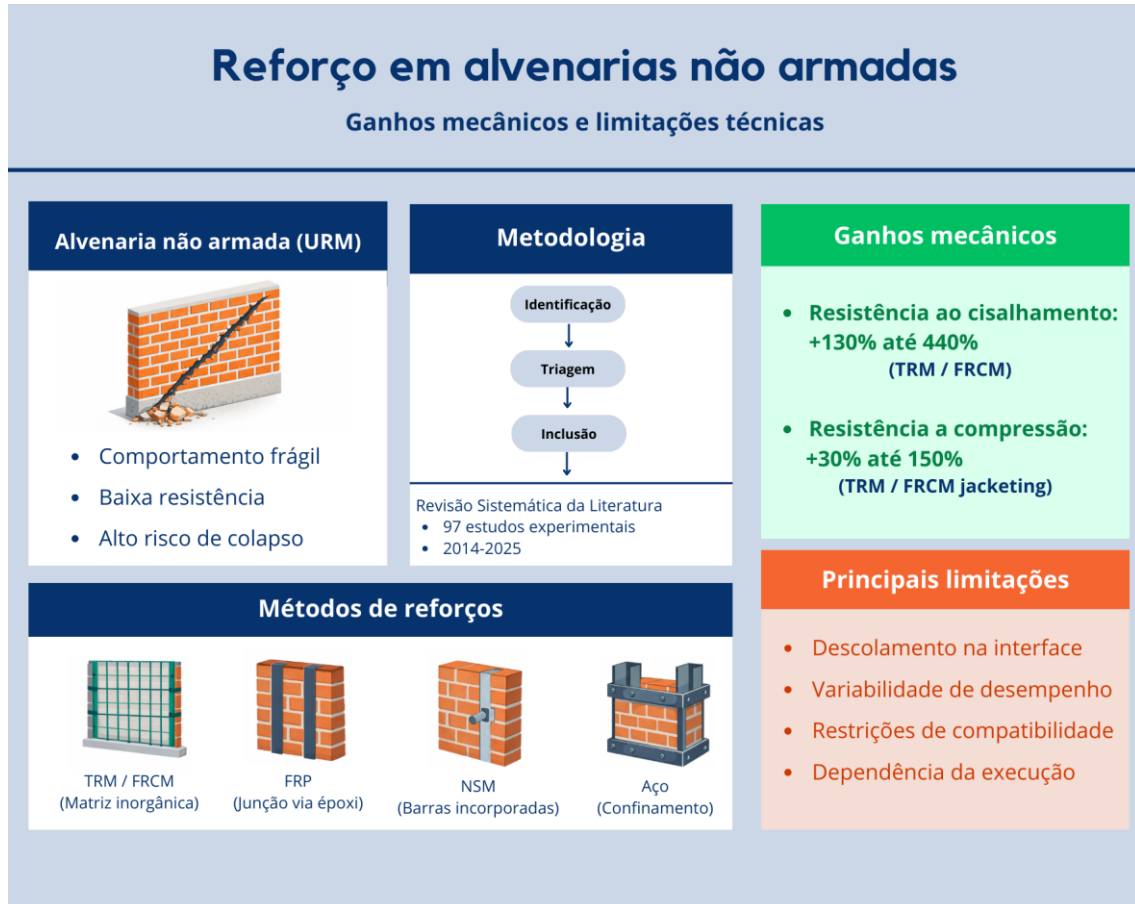 Reforço em alvenarias não armadas
Ganhos mecânicos e limitações técnicas
Alvenaria não armada (URM)
• Comportamento frágil
• Baixa resistência
• Alto risco de colapso
Metodologia
Identificação
Triagem
Inclusão
Revisão Sistemática da Literatura
• 97 estudos experimentais
• 2014-2025
Ganhos mecânicos
• Resistência ao cisalhamento:
+130% até 440%
(TRM / FRCM)
• Resistência a compressão:
+30% até 150%
(TRM / FRCM jacketing)
Métodos de reforços
TRM / FRCM
(Matriz inorgânica)
FRP
(Junção via époxi)
NSM
(Barras incorporadas)
Aço
(Confinamento)
Principais limitações
• Descolamento na interface
• Variabilidade de desempenho
• Restrições de compatibilidade
• Dependência da execução